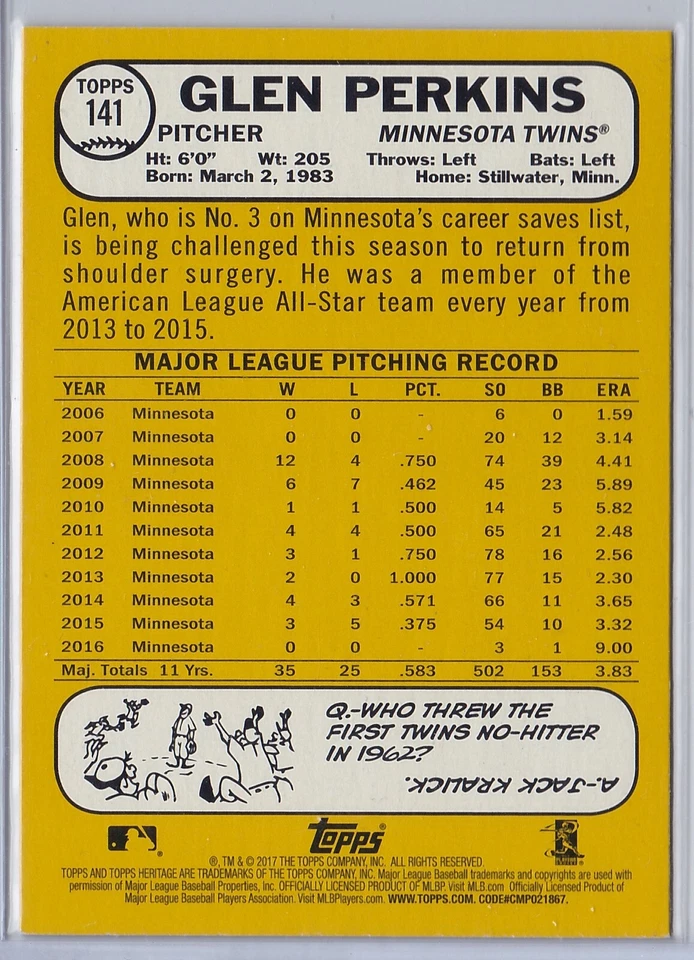 TOPPS
141
GLEN PERKINS
PITCHER MINNESOTA TWINS®
Ht: 6'0" Wt: 205 Throws: Left Bats: Left
Born: March 2, 1983 Home: Stillwater, Minn.
Glen, who is No. 3 on Minnesota's career saves list,
is being challenged this season to return from
shoulder surgery. He was a member of the
American League All-Star team every year from
2013 to 2015.
MAJOR LEAGUE PITCHING RECORD
YEAR TEAM W L PCT. SO BB ERA
2006 Minnesota 0 0 - 6 0 1.59
2007 Minnesota 0 0 - 20 12 3.14
2008 Minnesota 12 4 .750 74 39 4.41
2009 Minnesota 6 7 .462 45 23 5.89
2010 Minnesota 1 1 .500 14 5 5.82
2011 Minnesota 4 4 .500 65 21 2.48
2012 Minnesota 3 1 .750 78 16 2.56
2013 Minnesota 2 0 1.000 77 15 2.30
2014 Minnesota 4 3 .571 66 11 3.65
2015 Minnesota 3 5 .375 54 10 3.32
2016 Minnesota 0 0 - 3 1 9.00
Maj. Totals 11 Yrs. 35 25 .583 502 153 3.83
Q.-WHO THREW THE
FIRST TWINS NO-HITTER
IN 1962?
A.-JACK KRALICK.
topps®
®, TM & © 2017 THE TOPPS COMPANY, INC. ALL RIGHTS RESERVED.
TOPPS AND TOPPS HERITAGE ARE TRADEMARKS OF THE TOPPS COMPANY, INC. Major League Baseball trademarks and copyrights are used with
permission of Major League Baseball Properties, Inc. OFFICIALLY LICENSED PRODUCT OF MLBP. Visit MLB.com Officially Licensed Product of
Major League Baseball Players Association. Visit MLBPlayers.com. WWW.TOPPS.COM. CODE#CMP021867.